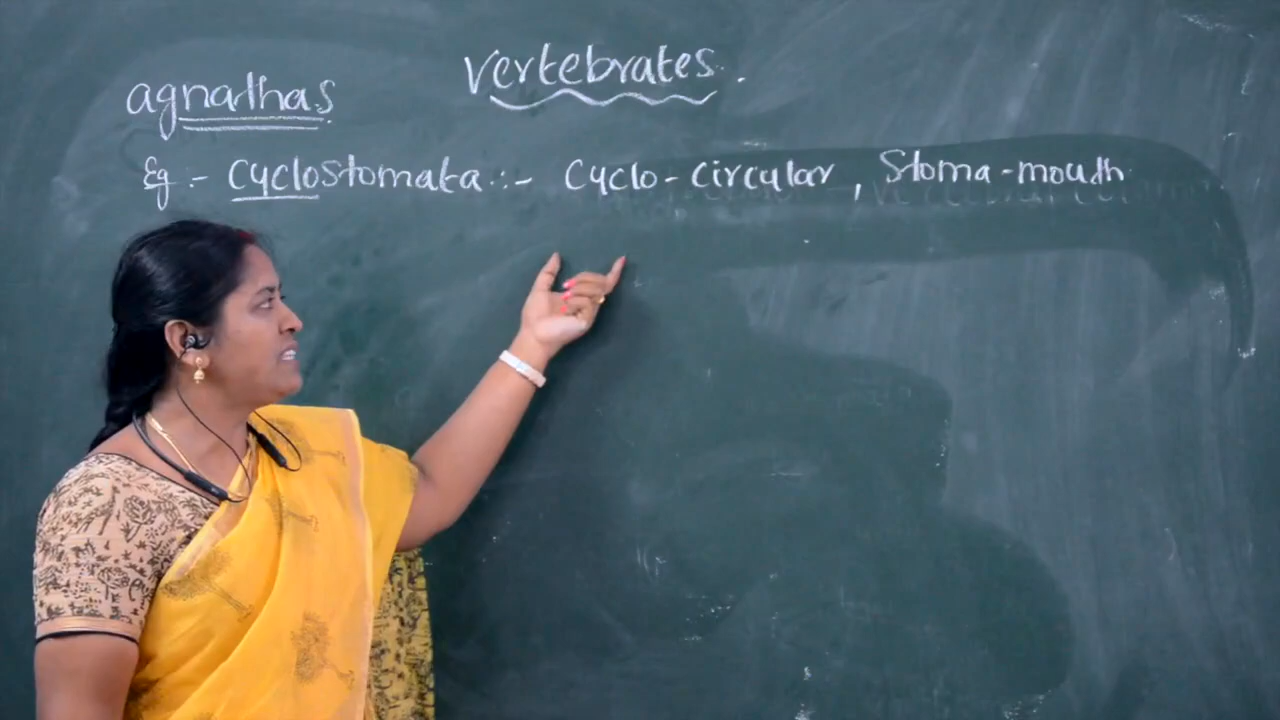 Vertebrates.
agnathas.
Eg :- Cyclostomata :- Cyclo - circular , Stoma - mouth